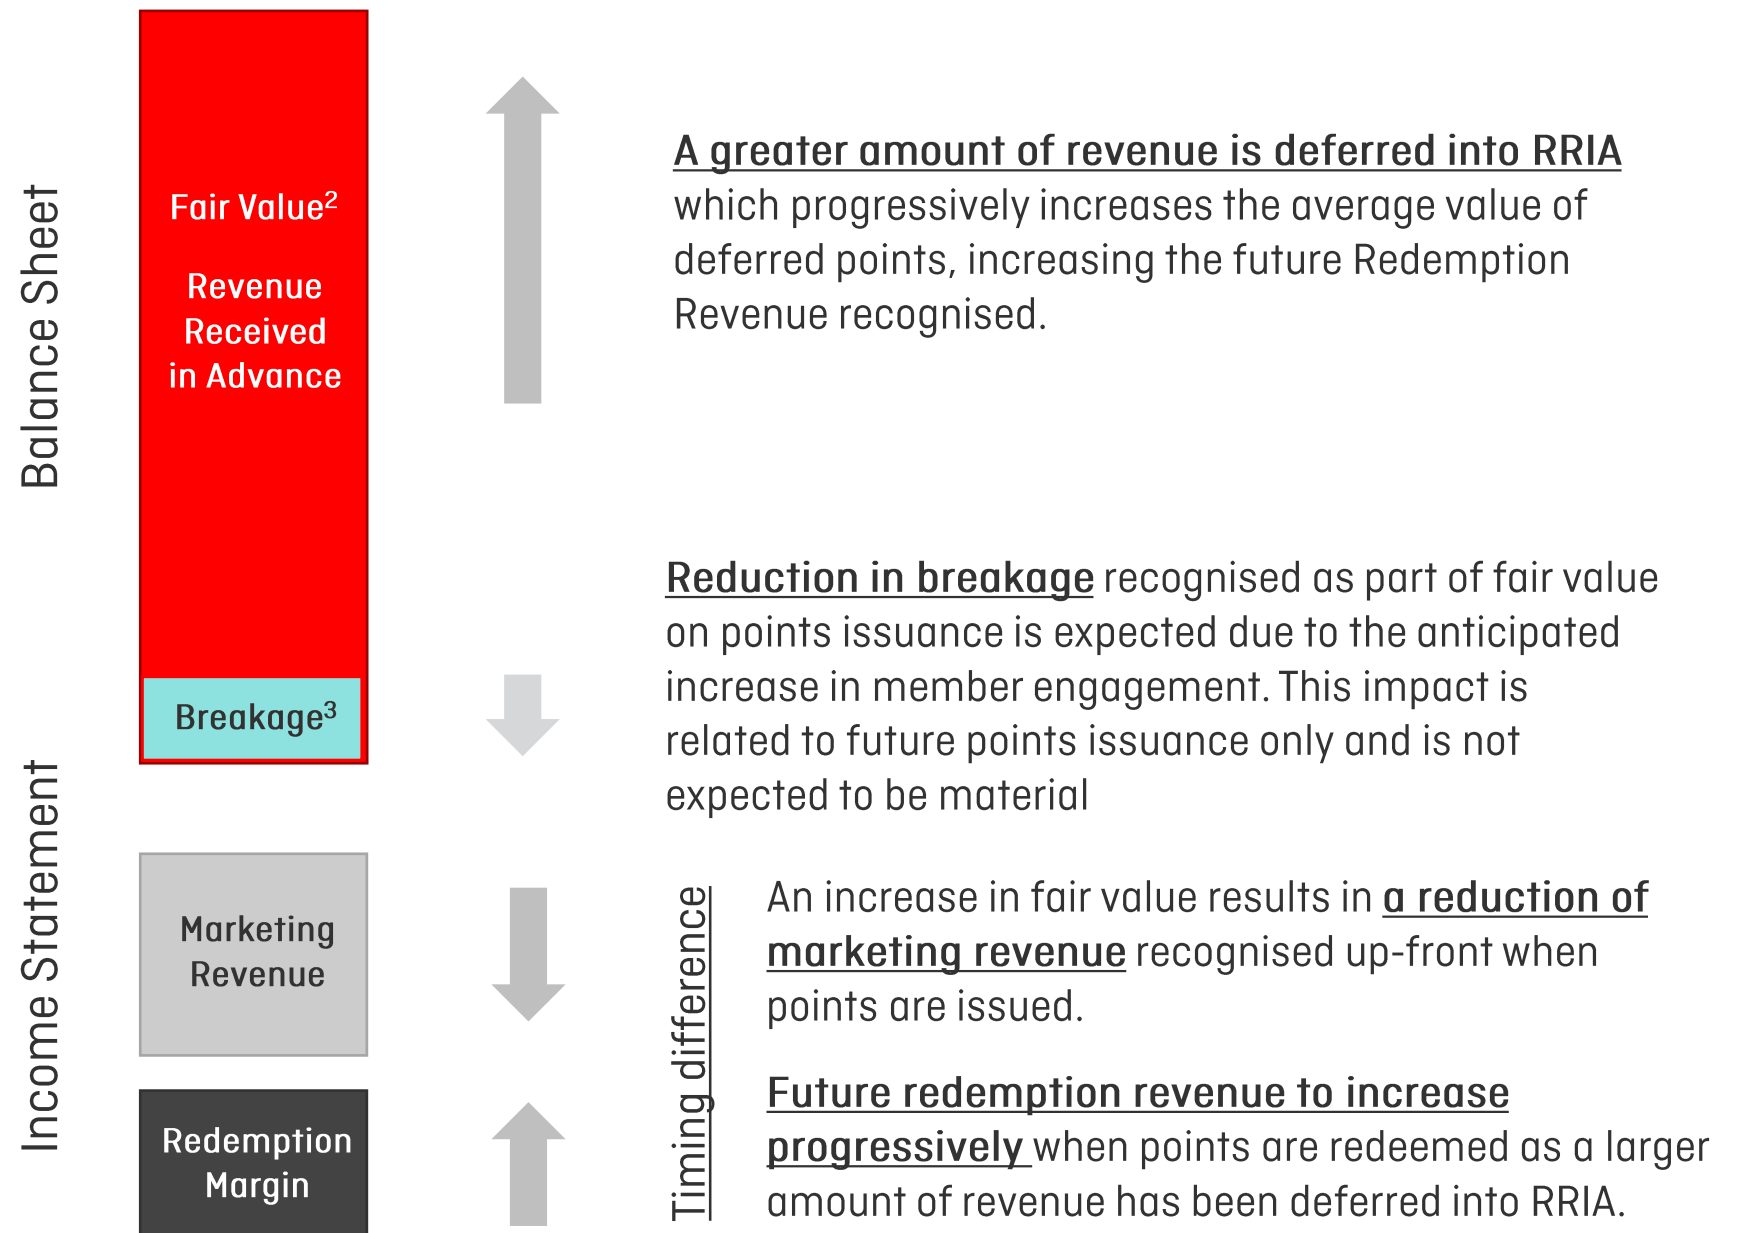 Balance Sheet
Fair Value²
Revenue
Received
in Advance
A greater amount of revenue is deferred into RRIA
which progressively increases the average value of
deferred points, increasing the future Redemption
Revenue recognised.
Breakage³
Reduction in breakage recognised as part of fair value
on points issuance is expected due to the anticipated
increase in member engagement. This impact is
related to future points issuance only and is not
expected to be material
Income Statement
Marketing
Revenue
Timing difference
An increase in fair value results in a reduction of
marketing revenue recognised up-front when
points are issued.
Redemption
Margin
Future redemption revenue to increase
progressively when points are redeemed as a larger
amount of revenue has been deferred into RRIA.